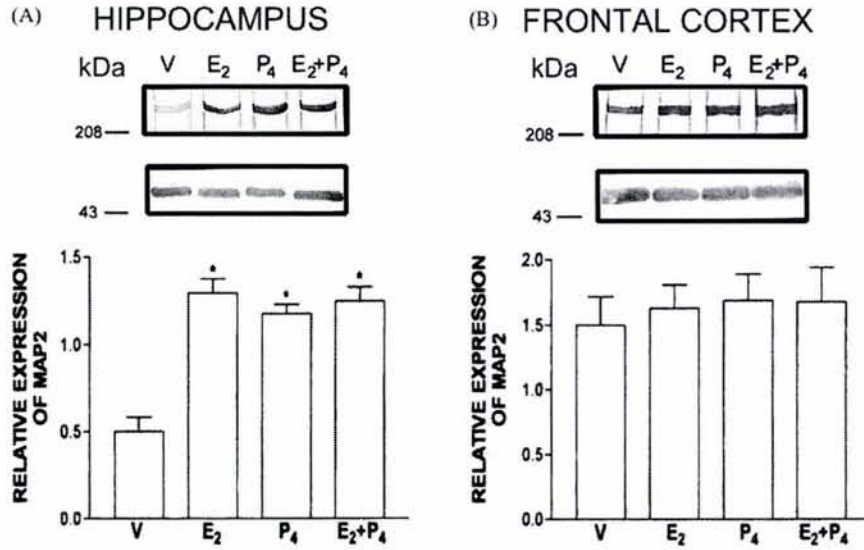 (A) HIPPOCAMPUS
kDa V E₂ P₄ E₂+P₄
208
43
RELATIVE EXPRESSION
OF MAP2
1.5
1.0
0.5
0.0
* * *
V E₂ P₄ E₂+P₄
(B) FRONTAL CORTEX
kDa V E₂ P₄ E₂+P₄
208
43
RELATIVE EXPRESSION
OF MAP2
2.0
1.5
1.0
0.5
0.0
V E₂ P₄ E₂+P₄